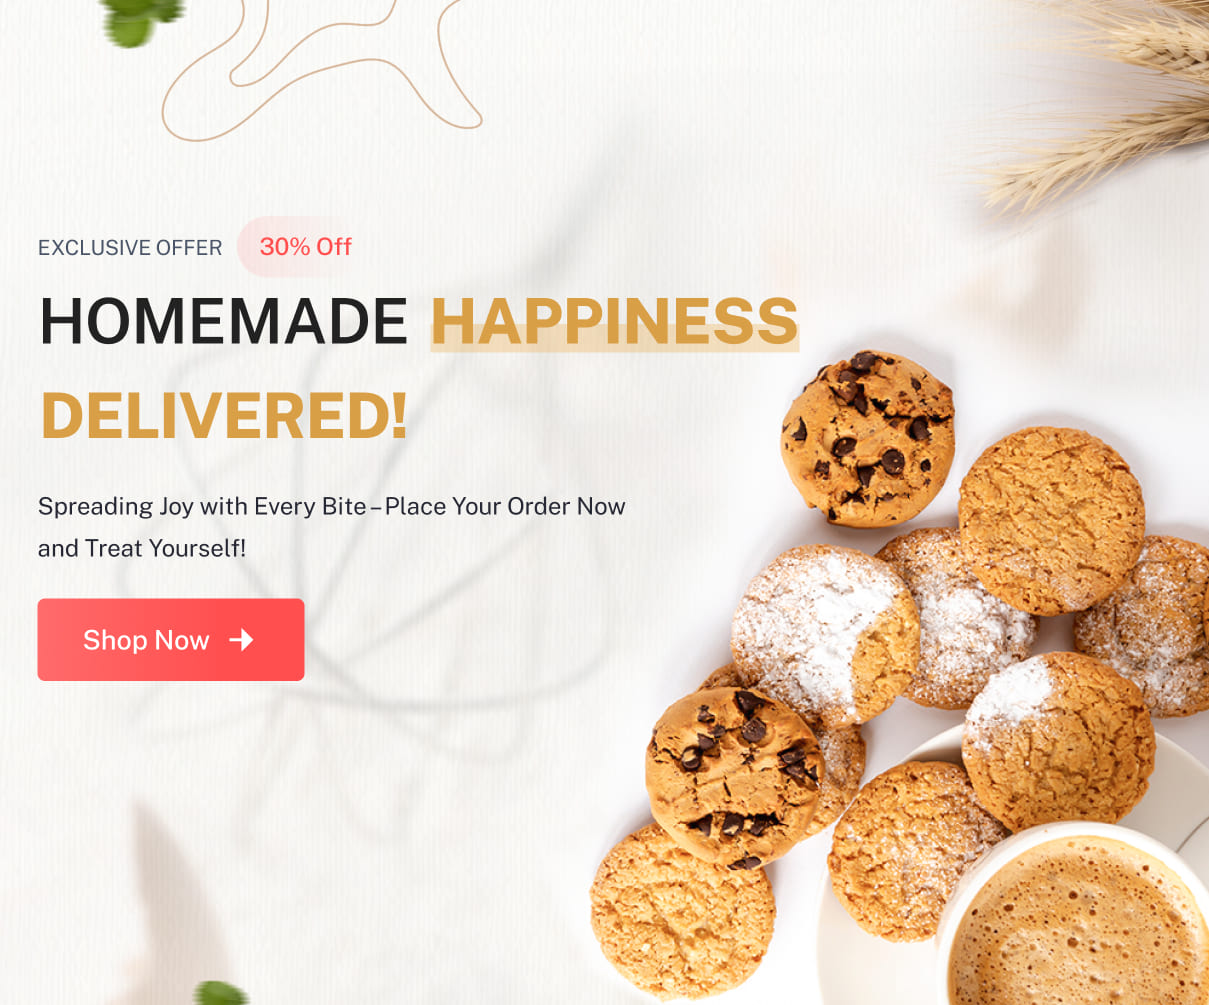 EXCLUSIVE OFFER 30% Off
HOMEMADE HAPPINESS
DELIVERED!
Spreading Joy with Every Bite – Place Your Order Now
and Treat Yourself!
Shop Now